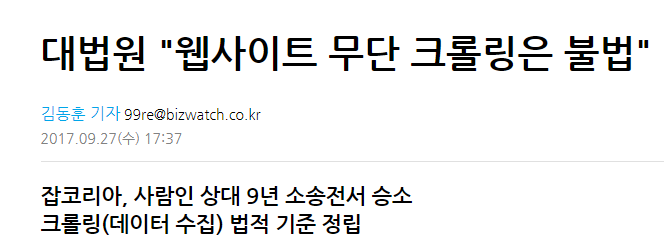 대법원 "웹사이트 무단 크롤링은 불법"
김동훈 기자 99re@bizwatch.co.kr
2017.09.27(수) 17:37
잡코리아, 사람인 상대 9년 소송전서 승소
크롤링(데이터 수집) 법적 기준 정립